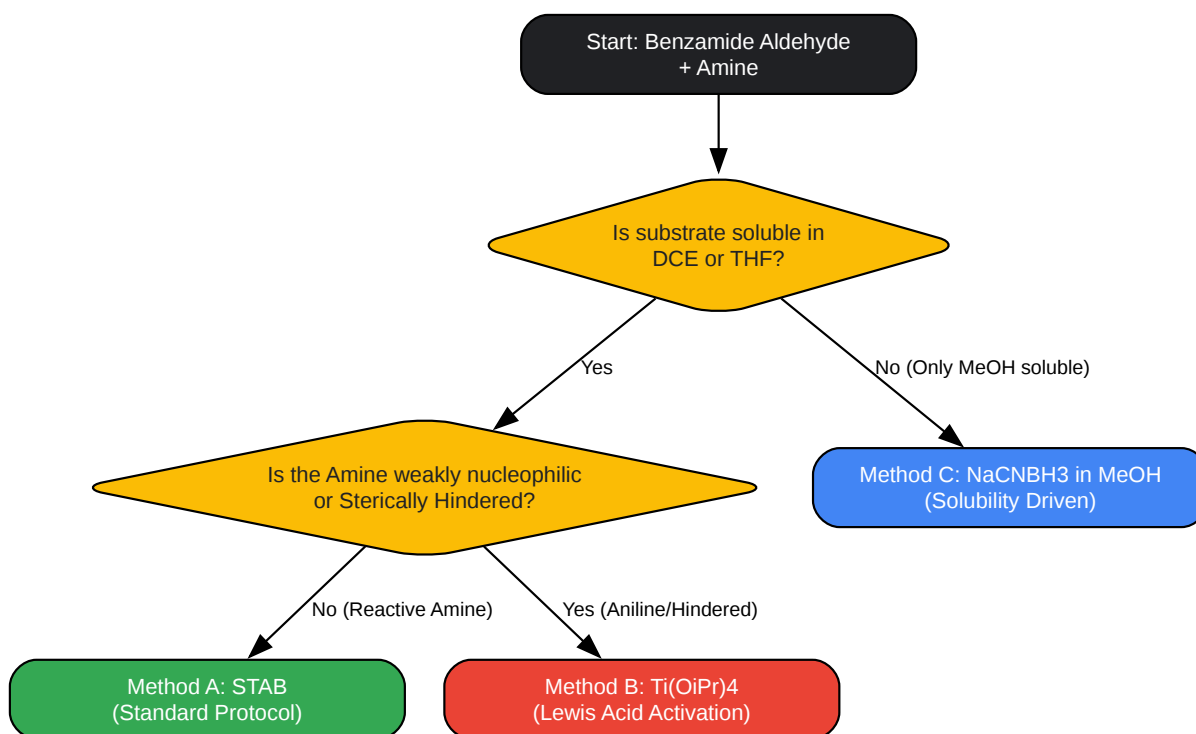 Start: Benzamide Aldehyde
+ Amine
Is substrate soluble in
DCE or THF?
Yes
No (Only MeOH soluble)
Is the Amine weakly nucleophilic
or Sterically Hindered?
Method C: NaCNBH3 in MeOH
(Solubility Driven)
No (Reactive Amine)
Yes (Aniline/Hindered)
Method A: STAB
(Standard Protocol)
Method B: Ti(OiPr)4
(Lewis Acid Activation)